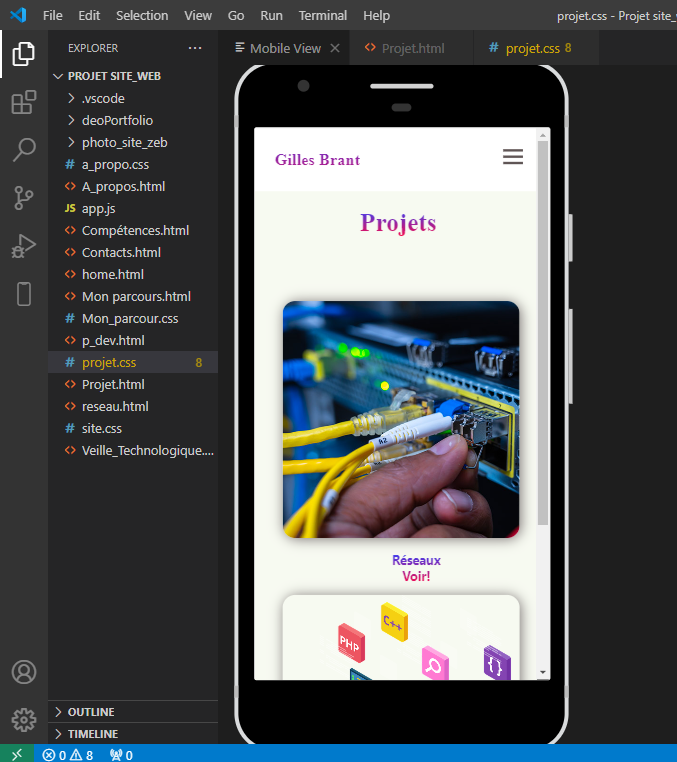 File Edit Selection View Go Run Terminal Help projet.css - Projet site_
EXPLORER ···
Mobile View Projet.html # projet.css 8
PROJET SITE_WEB
.vscode
deoPortfolio
photo_site_zeb
# a_propo.css
A_propos.html
JS app.js
Compétences.html
Contacts.html
home.html
Mon parcours.html
# Mon_parcour.css
p_dev.html
# projet.css 8
Projet.html
reseau.html
# site.css
Veille_Technologique....
OUTLINE
TIMELINE
0 8 0
Gilles Brant
Projets
A2
Réseaux
Voir!
C++
PHP
{}